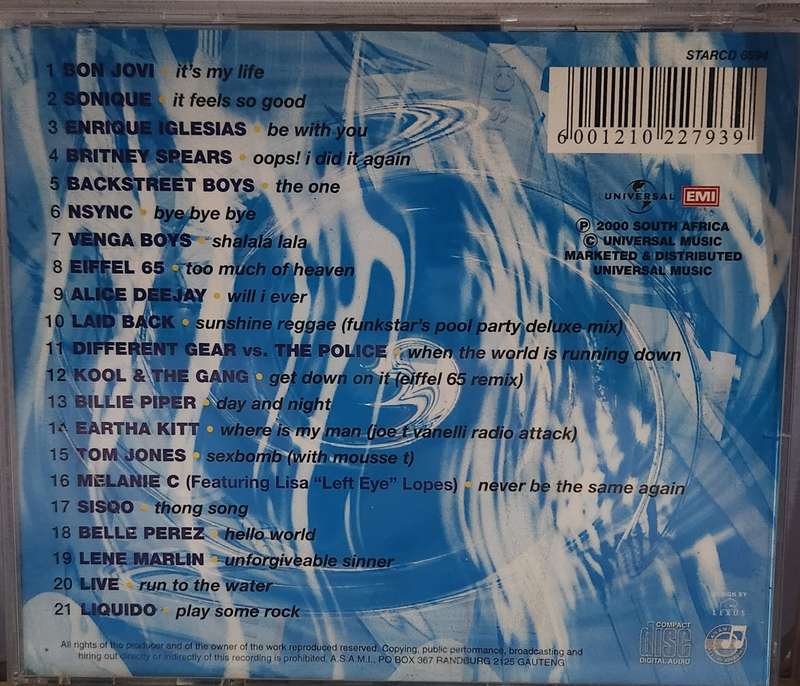 STARCD 6594
1 BON JOVI • it's my life
2 SONIQUE • it feels so good
3 ENRIQUE IGLESIAS • be with you
4 BRITNEY SPEARS • oops! i did it again
5 BACKSTREET BOYS • the one
6 NSYNC • bye bye bye
7 VENGA BOYS • shalala lala
8 EIFFEL 65 • too much of heaven
9 ALICE DEEJAY • will i ever
10 LAID BACK • sunshine reggae (funkstar's pool party deluxe mix)
11 DIFFERENT GEAR vs. THE POLICE • when the world is running down
12 KOOL & THE GANG • get down on it (eiffel 65 remix)
13 BILLIE PIPER • day and night
14 EARTHA KITT • where is my man (joe t vanelli radio attack)
15 TOM JONES • sexbomb (with mousse t)
16 MELANIE C (Featuring Lisa "Left Eye" Lopes) • never be the same again
17 SISQO • thong song
18 BELLE PEREZ • hello world
19 LENE MARLIN • unforgiveable sinner
20 LIVE • run to the water
21 LIQUIDO • play some rock
6 001210 227939
UNIVERSAL EMI
℗ 2000 SOUTH AFRICA
© UNIVERSAL MUSIC
MARKETED & DISTRIBUTED
UNIVERSAL MUSIC
3
DESIGN BY
COMPACT
disc
DIGITAL AUDIO
All rights of the producer and of the owner of the work reproduced reserved. Copying, public performance, broadcasting and
hiring out directly or indirectly of this recording is prohibited. A.S.A.M.I., PO BOX 367 RANDBURG 2125 GAUTENG